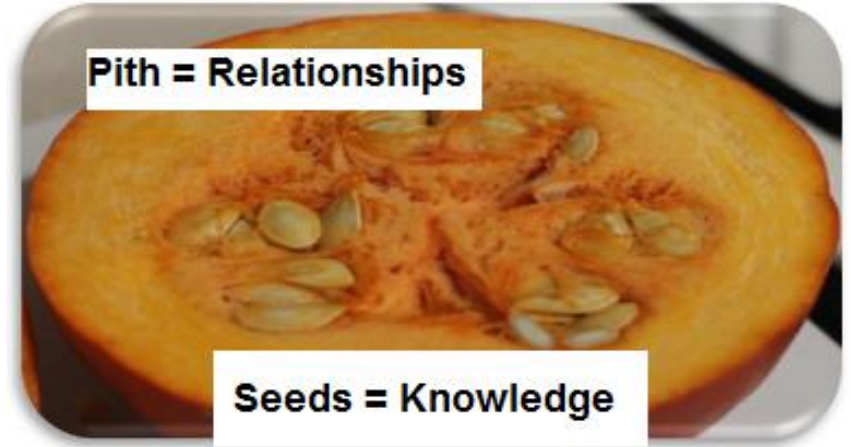 Pith = Relationships
Seeds = Knowledge